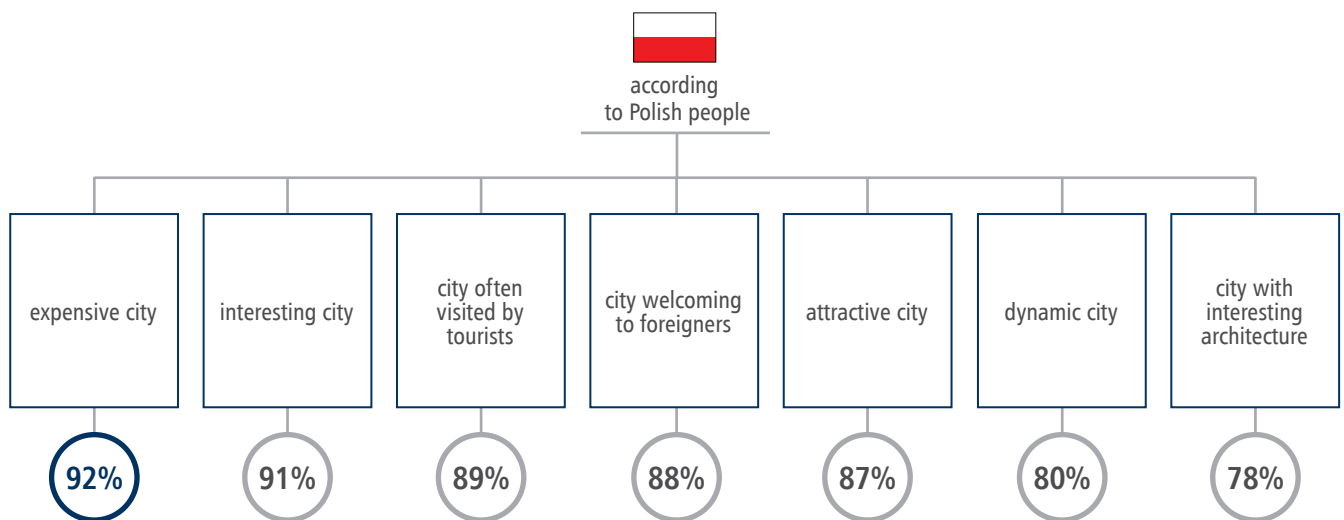 according
to Polish people
expensive city
interesting city
city often
visited by
tourists
city welcoming
to foreigners
attractive city
dynamic city
city with
interesting
architecture
92%
91%
89%
88%
87%
80%
78%